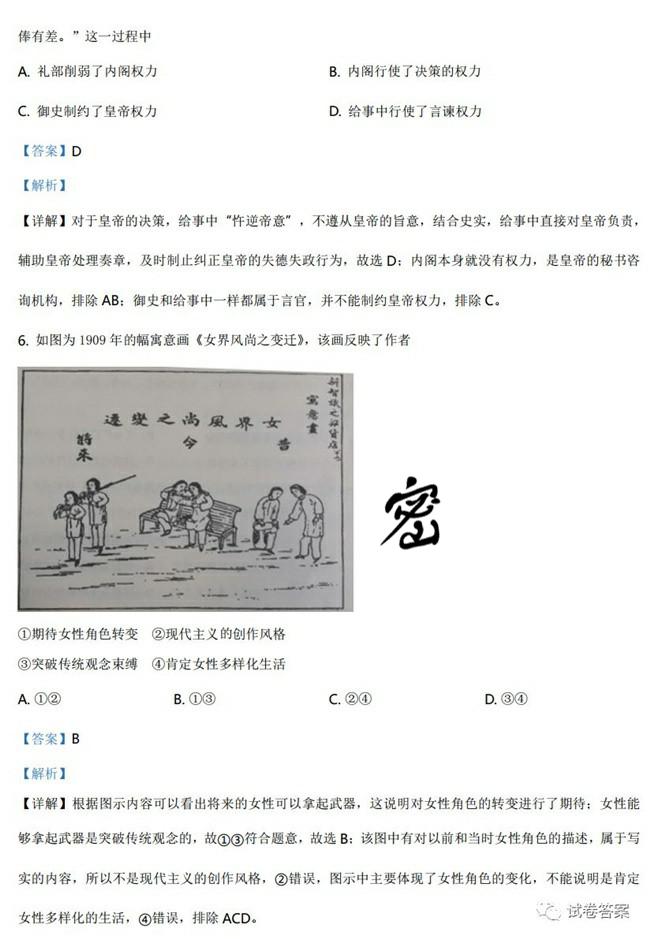 俸有差。”这一过程中
A. 礼部削弱了内阁权力 B. 内阁行使了决策的权力
C. 御史制约了皇帝权力 D. 给事中行使了言谏权力
【答案】D
【解析】
【详解】对于皇帝的决策，给事中“忤逆帝意”，不遵从皇帝的旨意，结合史实，给事中直接对皇帝负责，
辅助皇帝处理奏章，及时制止纠正皇帝的失德失政行为，故选 D；内阁本身就没有权力，是皇帝的秘书咨
询机构，排除 AB；御史和给事中一样都属于言官，并不能制约皇帝权力，排除 C。
6. 如图为 1909 年的幅寓意画《女界风尚之变迁》，该画反映了作者
寓意畫
女界風尚之變遷
昔
今
將来
密
①期待女性角色转变 ②现代主义的创作风格
③突破传统观念束缚 ④肯定女性多样化生活
A. ①② B. ①③ C. ②④ D. ③④
【答案】B
【解析】
【详解】根据图示内容可以看出将来的女性可以拿起武器，这说明对女性角色的转变进行了期待；女性能
够拿起武器是突破传统观念的，故①③符合题意，故选 B；该图中有对以前和当时女性角色的描述，属于写
实的内容，所以不是现代主义的创作风格，②错误，图示中主要体现了女性角色的变化，不能说明是肯定
女性多样化的生活，④错误，排除 ACD。
试卷答案